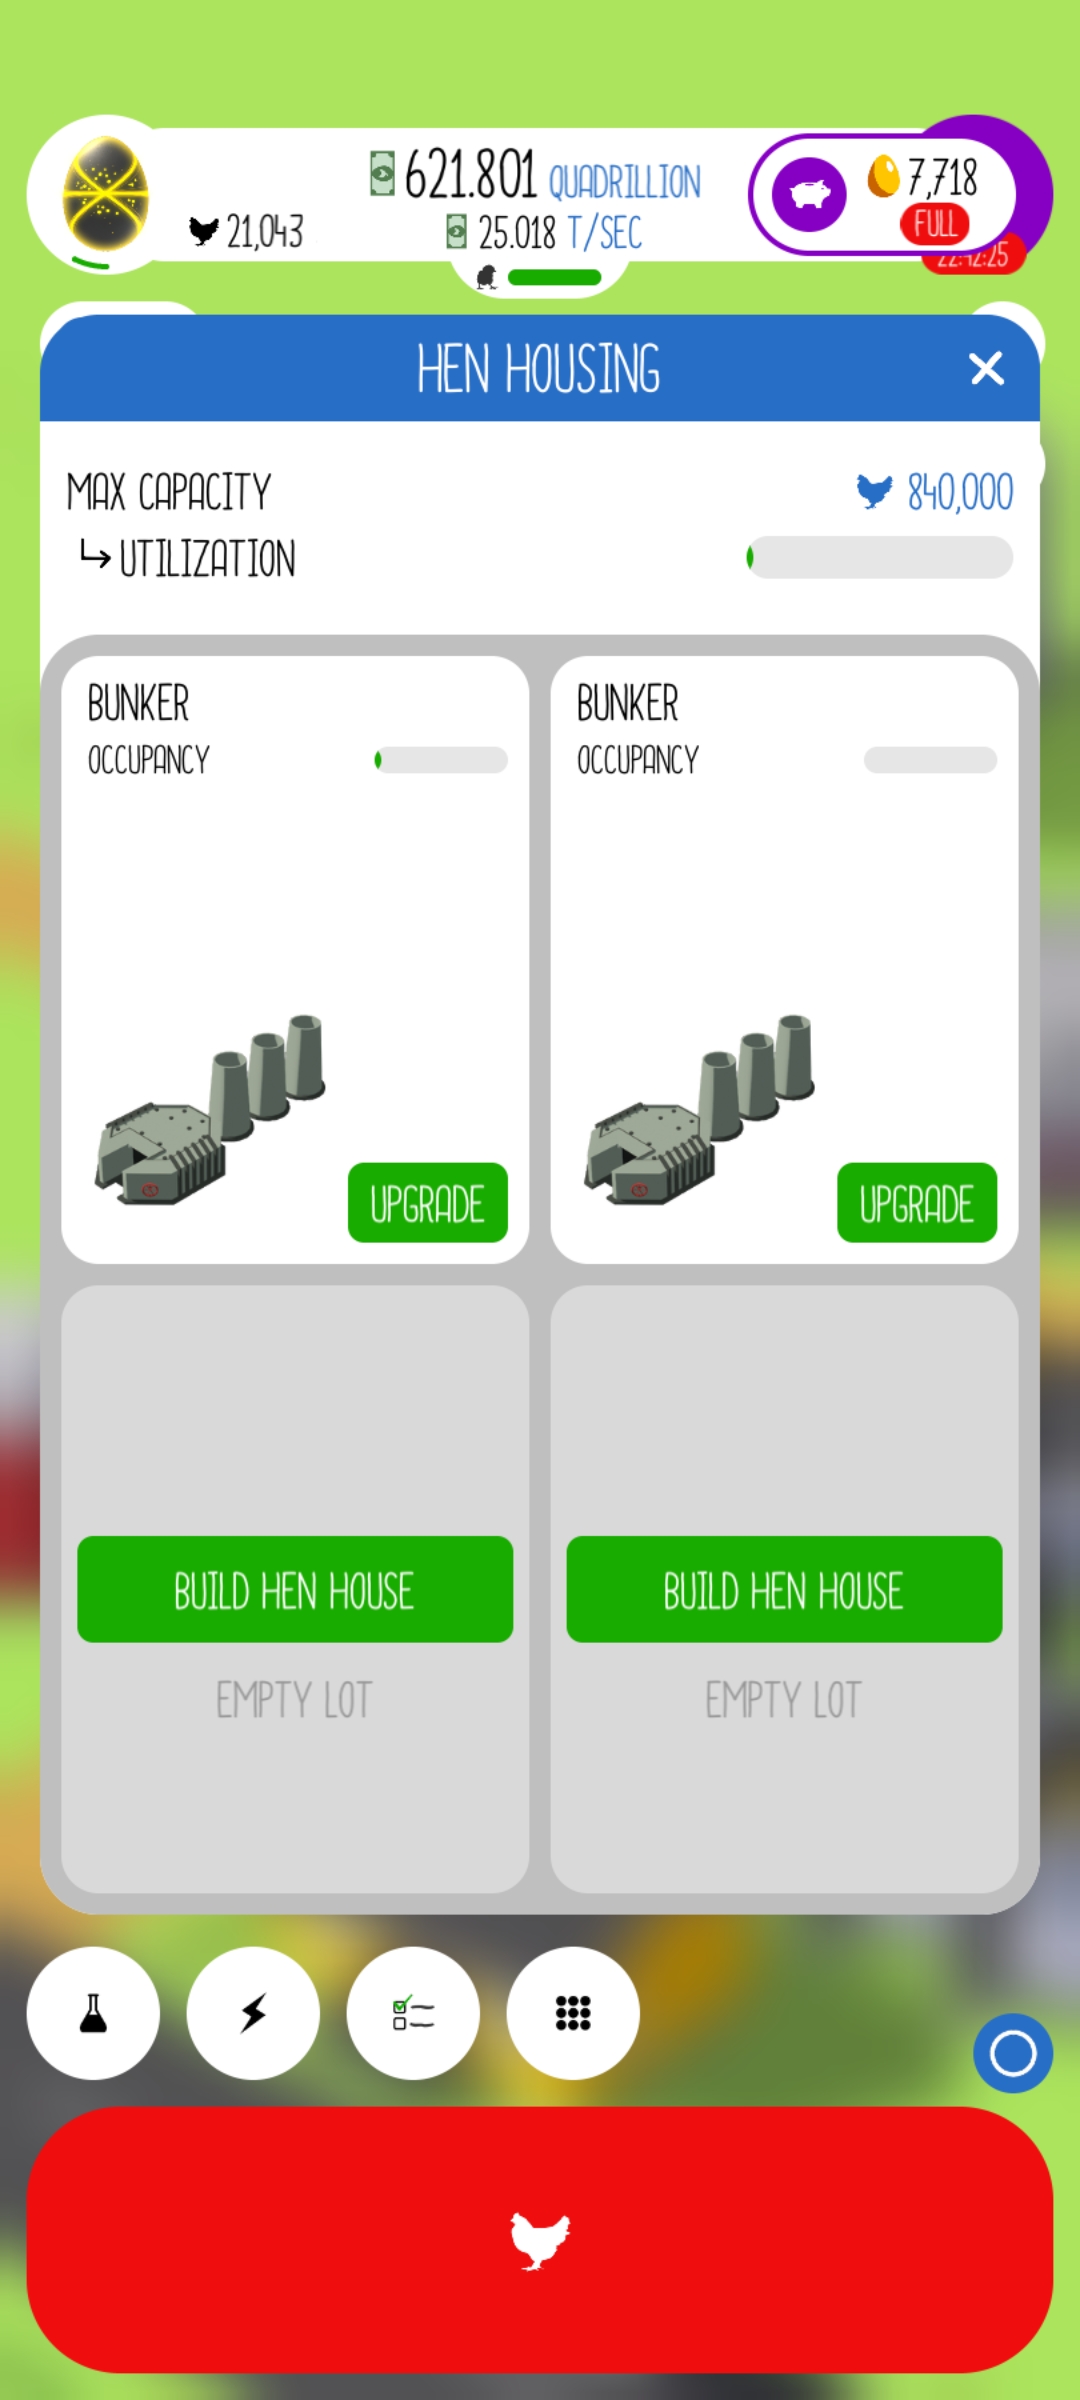 621.801 QUADRILLION
21,043
25.018 T/SEC
7,718
FULL
22:42:25
HEN HOUSING
MAX CAPACITY
840,000
UTILIZATION
BUNKER
OCCUPANCY
UPGRADE
BUNKER
OCCUPANCY
UPGRADE
BUILD HEN HOUSE
EMPTY LOT
BUILD HEN HOUSE
EMPTY LOT